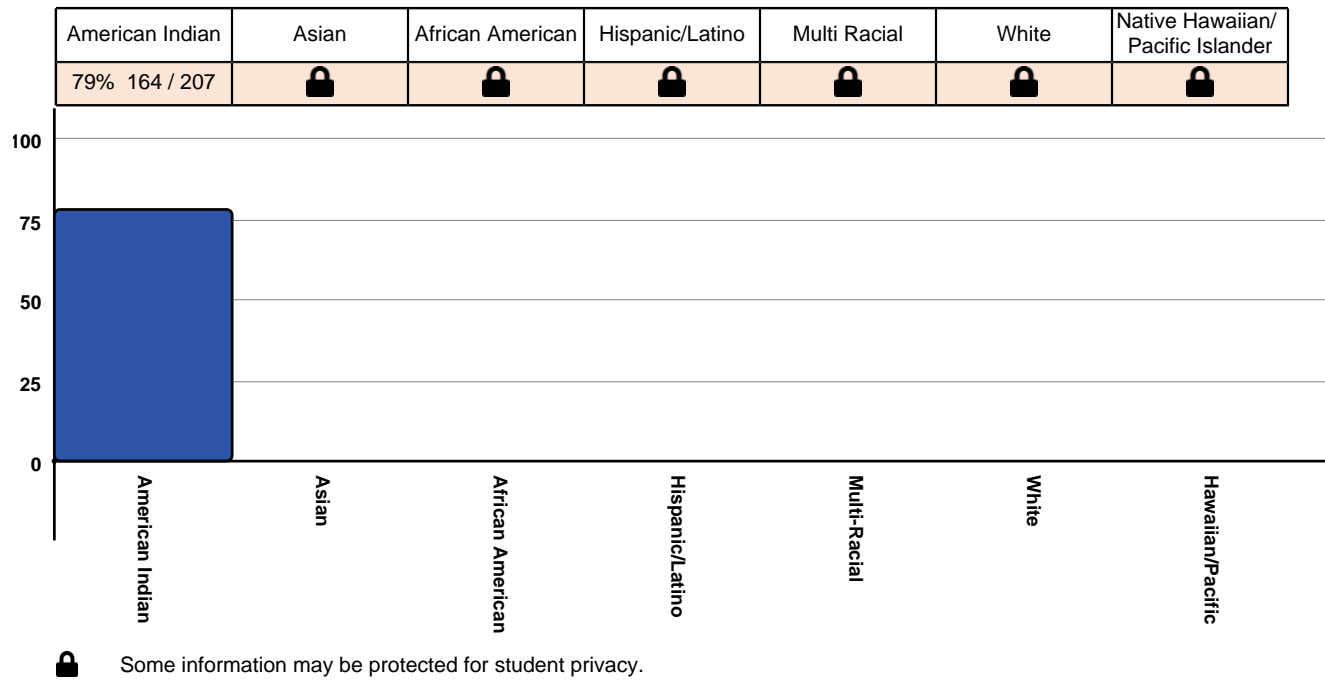 American Indian Asian African American Hispanic/Latino Multi Racial White Native Hawaiian/
Pacific Islander
79% 164 / 207
100
75
50
25
0
American Indian
Asian
African American
Hispanic/Latino
Multi-Racial
White
Hawaiian/Pacific
Some information may be protected for student privacy.